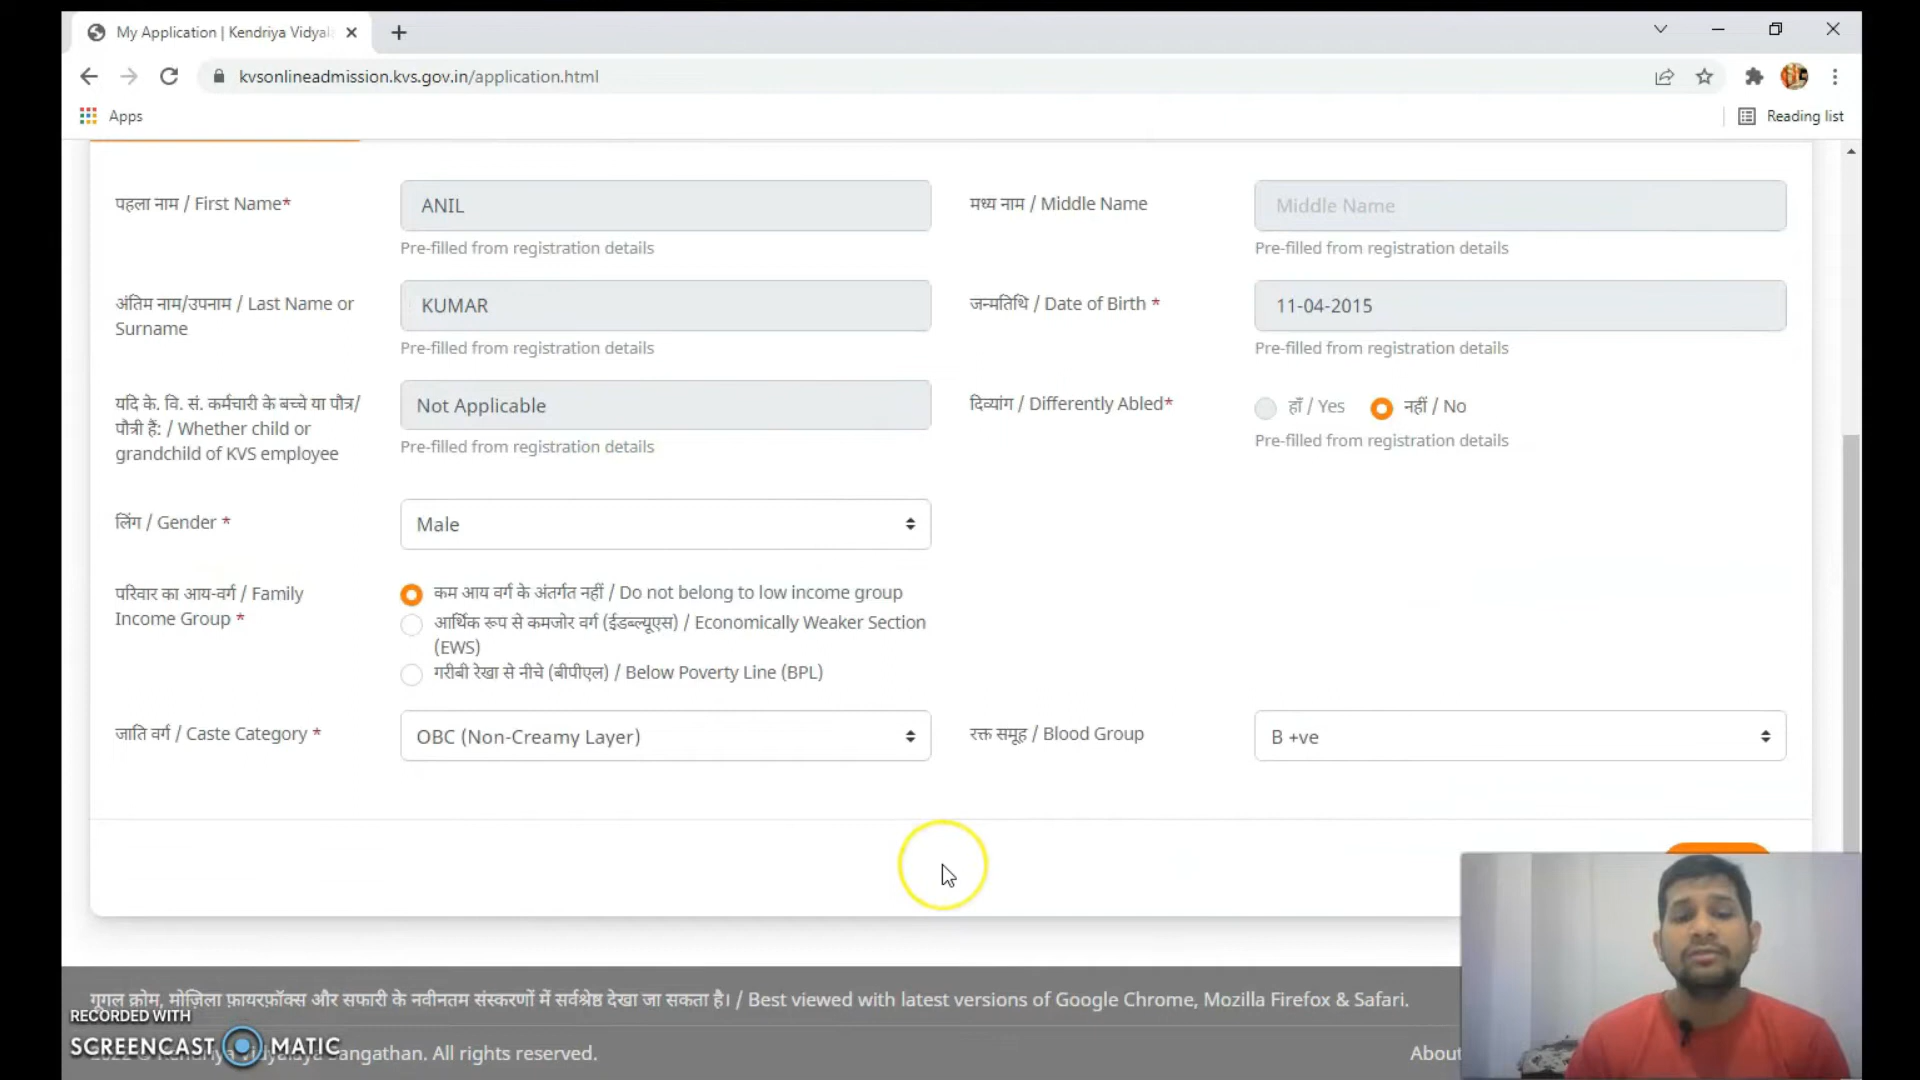 My Application | Kendriya Vidyal
kvsonlineadmission.kvs.gov.in/application.html
Apps
Reading list
पहला नाम / First Name*
ANIL
मध्य नाम / Middle Name
Middle Name
Pre-filled from registration details
Pre-filled from registration details
अंतिम नाम/उपनाम / Last Name or
Surname
KUMAR
जन्मतिथि / Date of Birth *
11-04-2015
Pre-filled from registration details
Pre-filled from registration details
यदि के. वि. सं. कर्मचारी के बच्चे या पौत्र/
पौत्री हैं: / Whether child or
grandchild of KVS employee
Not Applicable
Pre-filled from registration details
दिव्यांग / Differently Abled*
हाँ / Yes
नहीं / No
Pre-filled from registration details
लिंग / Gender *
Male
परिवार का आय-वर्ग / Family
Income Group *
कम आय वर्ग के अंतर्गत नहीं / Do not belong to low income group
आर्थिक रूप से कमजोर वर्ग (ईडब्ल्यूएस) / Economically Weaker Section
(EWS)
गरीबी रेखा से नीचे (बीपीएल) / Below Poverty Line (BPL)
जाति वर्ग / Caste Category *
OBC (Non-Creamy Layer)
रक्त समूह / Blood Group
B +ve
गूगल क्रोम, मोज़िला फ़ायरफ़ॉक्स और सफारी के नवीनतम संस्करणों में सर्वश्रेष्ठ देखा जा सकता है। / Best viewed with latest versions of Google Chrome, Mozilla Firefox & Safari.
RECORDED WITH
SCREENCAST MATIC
Sangathan. All rights reserved.
About